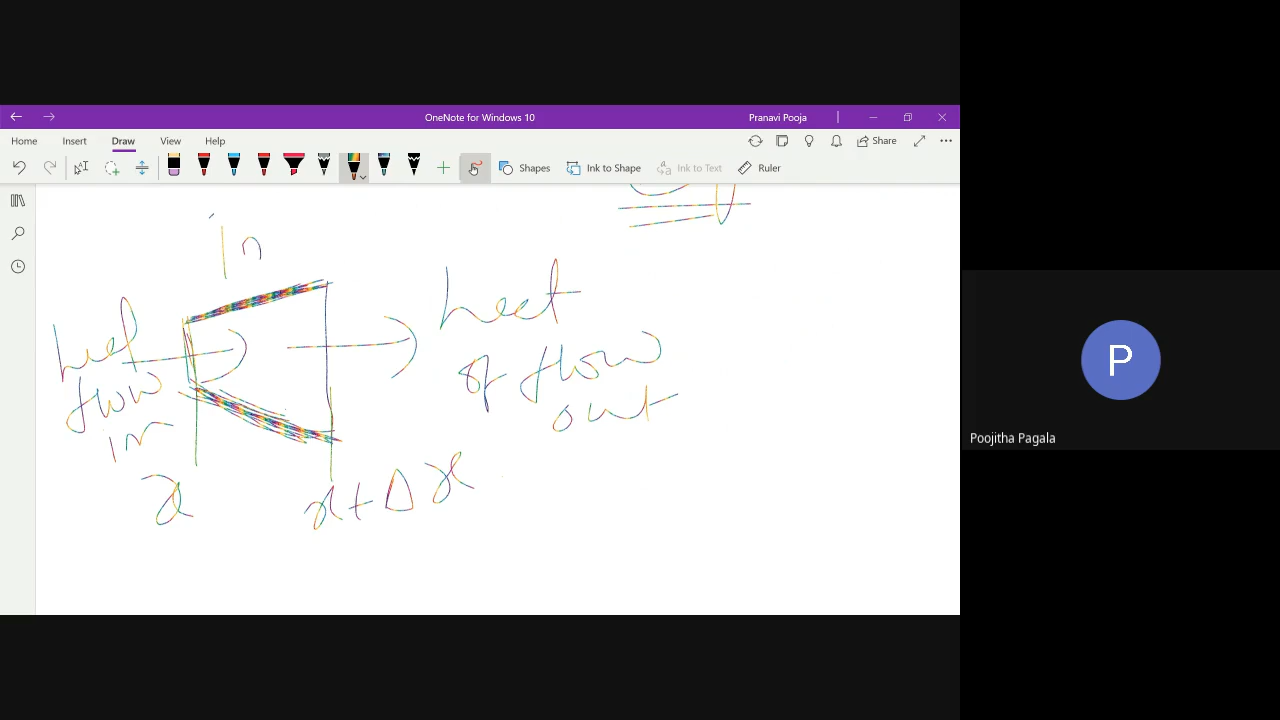 OneNote for Windows 10
Pranavi Pooja
Home Insert Draw View Help
Share
Shapes
Ink to Shape
Ink to Text
Ruler
in
heat
flow
in
heat
of flow
out
x
x + Δx
P
Poojitha Pagala